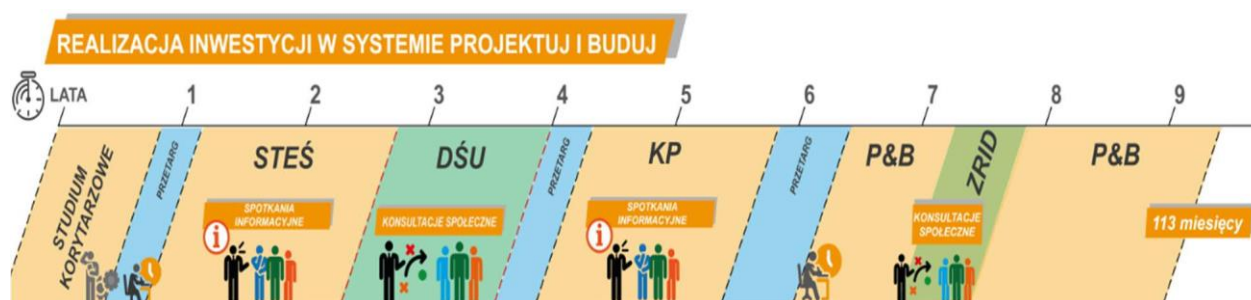 REALIZACJA INWESTYCJI W SYSTEMIE PROJEKTUJ I BUDUJ
LATA 1 2 3 4 5 6 7 8 9
STUDIUM
KORYTARZOWE
PRZETARG
STEŚ
SPOTKANIA
INFORMACYJNE
i
DŚU
KONSULTACJE SPOŁECZNE
PRZETARG
KP
SPOTKANIA
INFORMACYJNE
i
PRZETARG
P&B
KONSULTACJE
SPOŁECZNE
ZRID
P&B
113 miesięcy